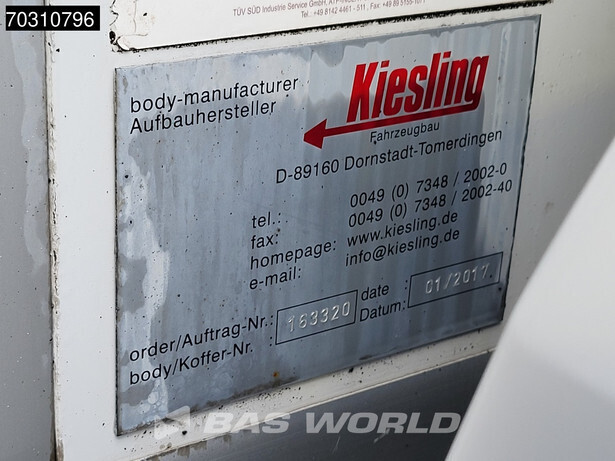 70310796
TÜV SÜD Industrie Service GmbH,
body-manufacturer
Aufbauhersteller
Kiesling
Fahrzeugbau
D-89160 Dornstadt-Tomerdingen
tel.: 0049 (0) 7348 / 2002-0
fax: 0049 (0) 7348 / 2002-40
homepage: www.kiesling.de
e-mail: info@kiesling.de
order/Auftrag-Nr.: 163320 date : 01/2017
body/Koffer-Nr. : Datum:
BAS WORLD